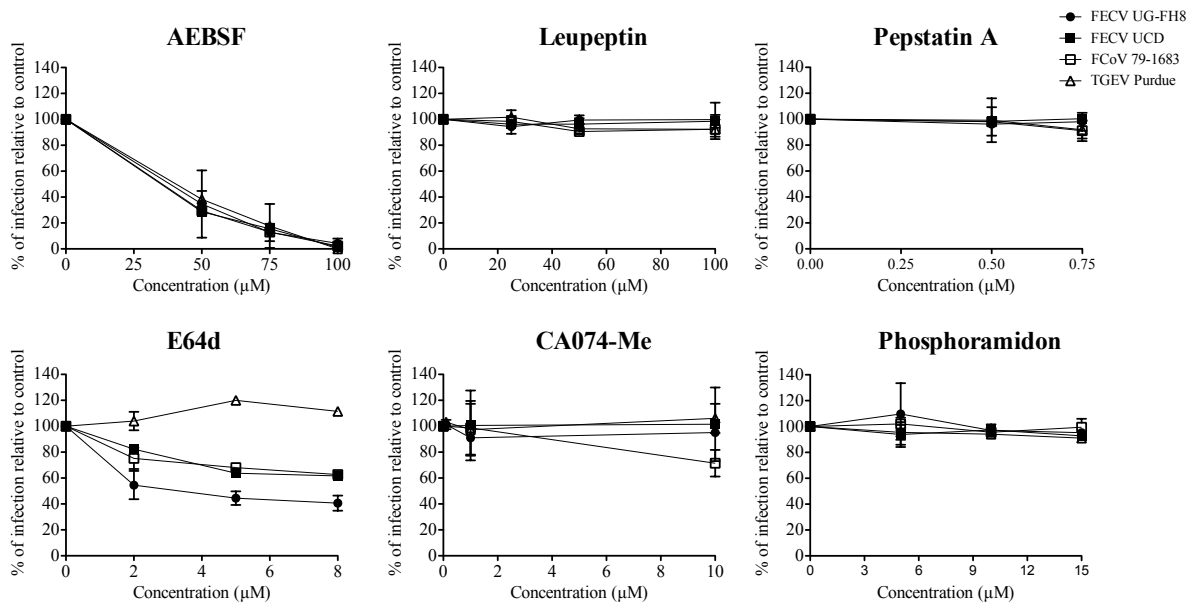 FECV UG-FH8
FECV UCD
FCoV 79-1683
TGEV Purdue
AEBSF
% of infection relative to control
140
120
100
80
60
40
20
0
0 25 50 75 100
Concentration (µM)
Leupeptin
% of infection relative to control
140
120
100
80
60
40
20
0
0 20 40 60 80 100
Concentration (µM)
Pepstatin A
% of infection relative to control
140
120
100
80
60
40
20
0
0.00 0.25 0.50 0.75
Concentration (µM)
E64d
% of infection relative to control
140
120
100
80
60
40
20
0
0 2 4 6 8
Concentration (µM)
CA074-Me
% of infection relative to control
140
120
100
80
60
40
20
0
0 2 4 6 8 10
Concentration (µM)
Phosphoramidon
% of infection relative to control
140
120
100
80
60
40
20
0
0 3 6 9 12 15
Concentration (µM)